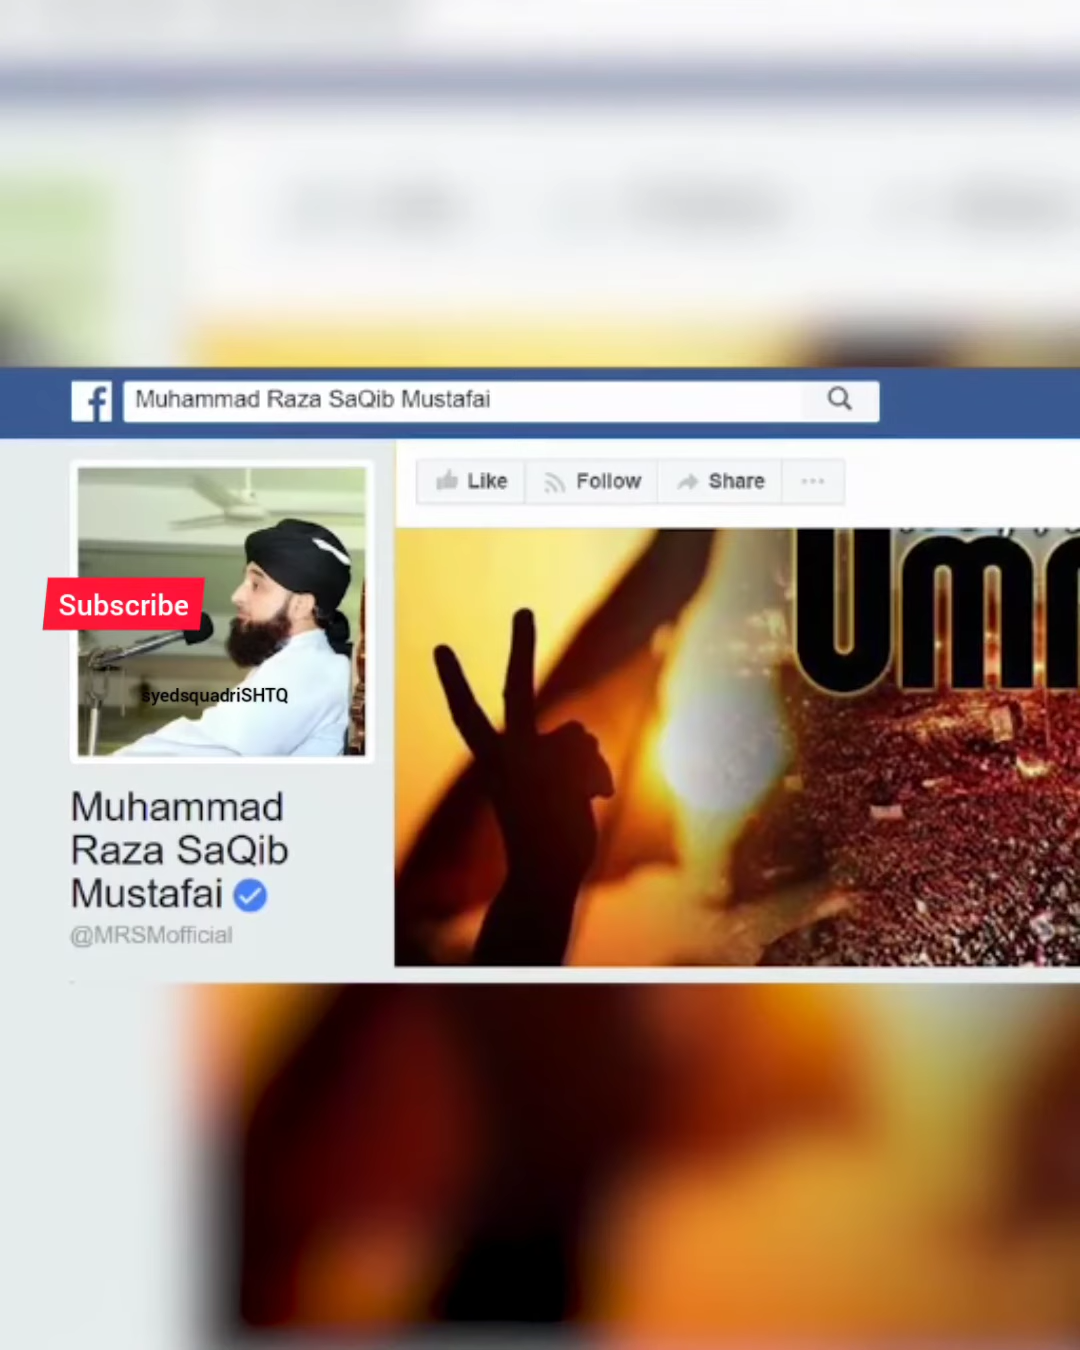 f
Muhammad Raza SaQib Mustafai
Like
Follow
Share
Subscribe
syedsquadriSHTQ
Muhammad
Raza SaQib
Mustafai
@MRSMofficial